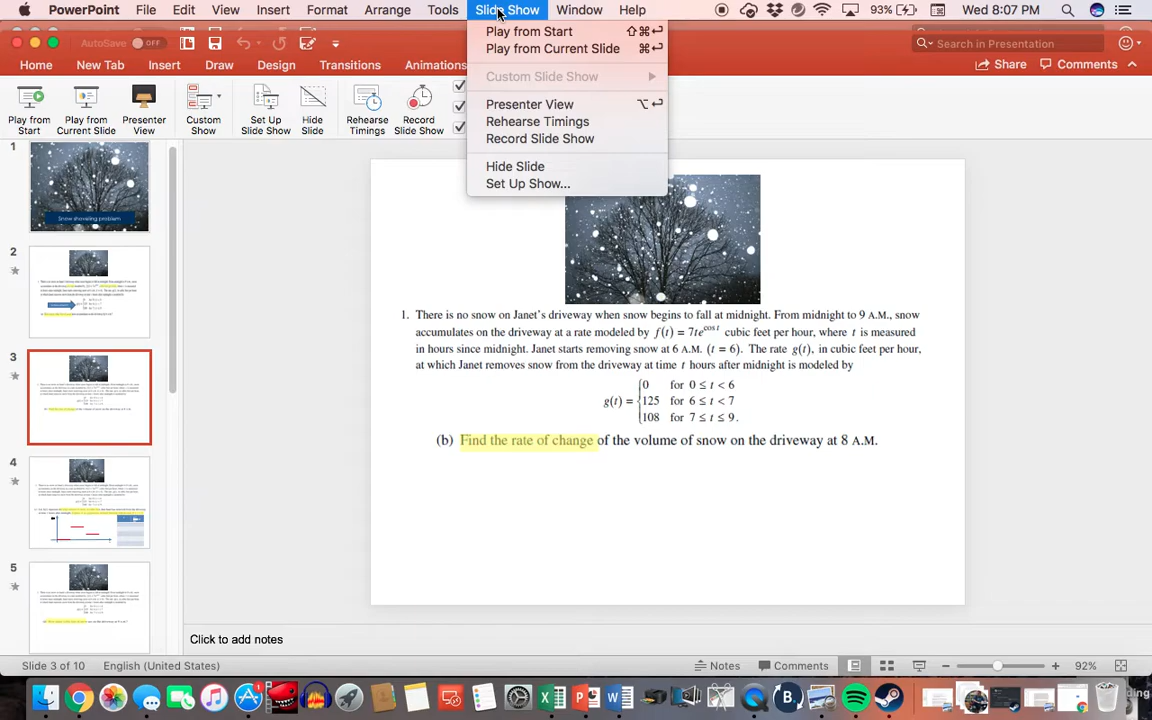 PowerPoint File Edit View Insert Format Arrange Tools Slide Show Window Help 93% Wed 8:07 PM
AutoSave OFF Search in Presentation
Home New Tab Insert Draw Design Transitions Animations Share Comments
Play from Start
Play from Current Slide
Presenter View
Custom Show
Set Up Slide Show
Hide Slide
Rehearse Timings
Record Slide Show
Play from Start ⇧⌘↩
Play from Current Slide ⌘↩
Custom Slide Show
Presenter View ⌥↩
Rehearse Timings
Record Slide Show
Hide Slide
Set Up Show...
1
Snow shoveling problem
2
3
4
5
1. There is no snow on Janet's driveway when snow begins to fall at midnight. From midnight to 9 A.M., snow
accumulates on the driveway at a rate modeled by f(t) = 7te^cos t cubic feet per hour, where t is measured
in hours since midnight. Janet starts removing snow at 6 A.M. (t = 6). The rate g(t), in cubic feet per hour,
at which Janet removes snow from the driveway at time t hours after midnight is modeled by
0 for 0 ≤ t < 6
g(t) = 125 for 6 ≤ t < 7
108 for 7 ≤ t ≤ 9.
(b) Find the rate of change of the volume of snow on the driveway at 8 A.M.
Click to add notes
Slide 3 of 10 English (United States) Notes Comments 92%